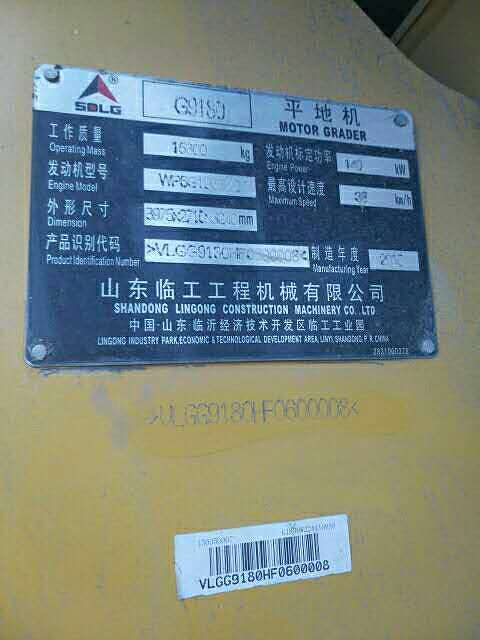 SDLG ® G9180 平地机
MOTOR GRADER
工作质量 15300 kg 发动机标定功率 140 kW
Operating Mass Engine Power
发动机型号 最高设计速度 38 km/h
Engine Model Maximum Speed
外形尺寸 mm
Dimension
产品识别代码 >VLGG9180HF0600008< 制造年度
Product Identification Number Manufacturing Year
山东临工工程机械有限公司
SHANDONG LINGONG CONSTRUCTION MACHINERY CO., LTD
中国·山东·临沂经济技术开发区临工工业园
LINGONG INDUSTRY PARK,ECONOMIC & TECHNOLOGICAL DEVELOPMENT AREA, LINYI, SHANDONG, P. R. CHINA
>VLGG9180HF0600008<
VLGG9180HF0600008